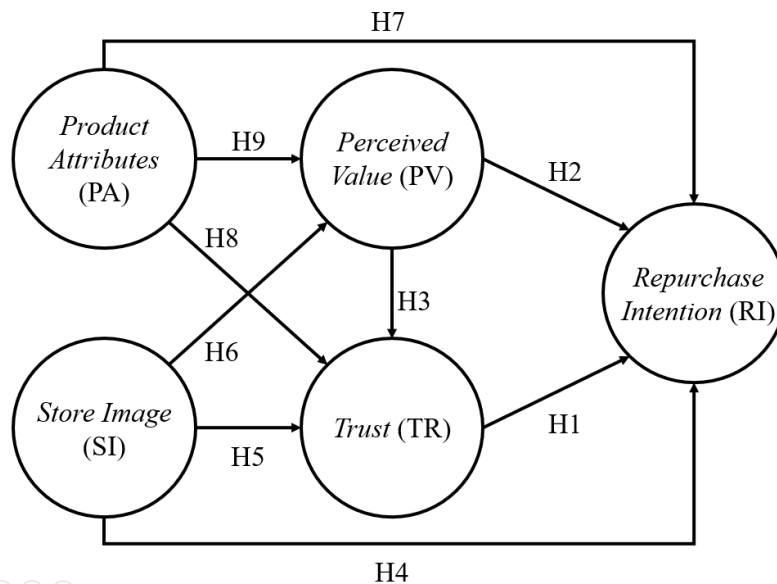 H7
Product
Attributes
(PA)
H9
Perceived
Value (PV)
H2
H8
Repurchase
Intention (RI)
H3
H6
Store Image
(SI)
H5
Trust (TR)
H1
H4